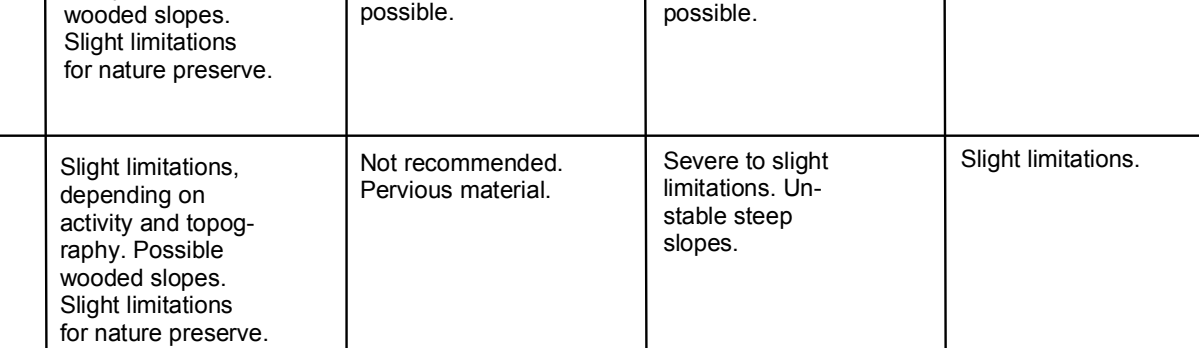 wooded slopes.
Slight limitations
for nature preserve.
possible.
possible.
Slight limitations,
depending on
activity and topog-
raphy. Possible
wooded slopes.
Slight limitations
for nature preserve.
Not recommended.
Pervious material.
Severe to slight
limitations. Un-
stable steep
slopes.
Slight limitations.